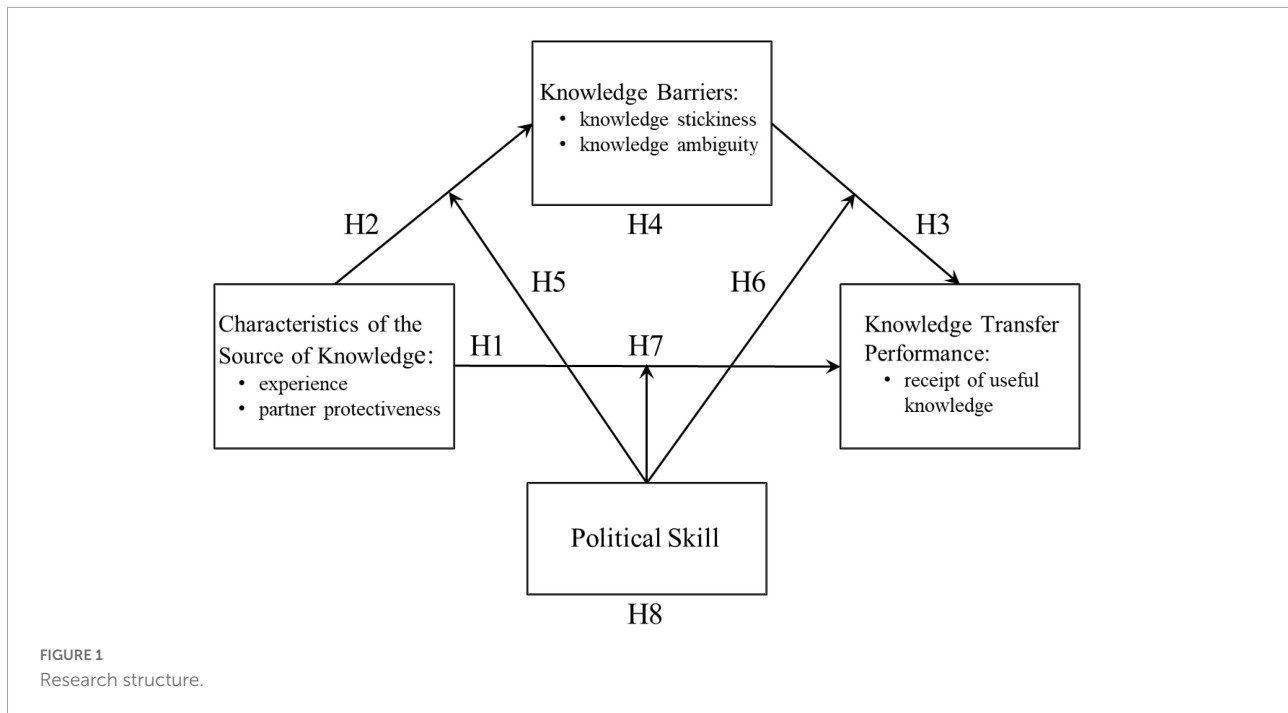 Knowledge Barriers:
• knowledge stickiness
• knowledge ambiguity
H2
H4
H3
H5
H6
Characteristics of the
Source of Knowledge:
• experience
• partner protectiveness
H1
H7
Knowledge Transfer
Performance:
• receipt of useful
knowledge
Political Skill
H8
FIGURE 1
Research structure.